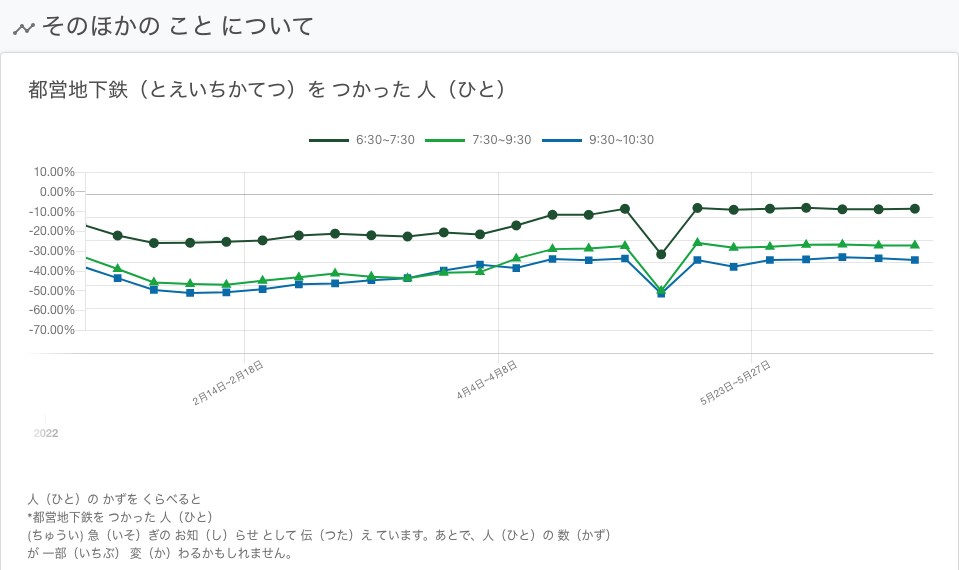 そのほかの こと について
都営地下鉄（とえいちかてつ）を つかった 人（ひと）
6:30~7:30 7:30~9:30 9:30~10:30
10.00%
0.00%
-10.00%
-20.00%
-30.00%
-40.00%
-50.00%
-60.00%
-70.00%
2月14日~2月18日 4月4日~4月8日 5月23日~5月27日
2022
人（ひと）の かずを くらべると
*都営地下鉄を つかった 人（ひと）
(ちゅうい) 急（いそ）ぎの お知（し）らせ として 伝（つた）え ています。あとで、人（ひと）の 数（かず）
が 一部（いちぶ） 変（か）わるかもしれません。